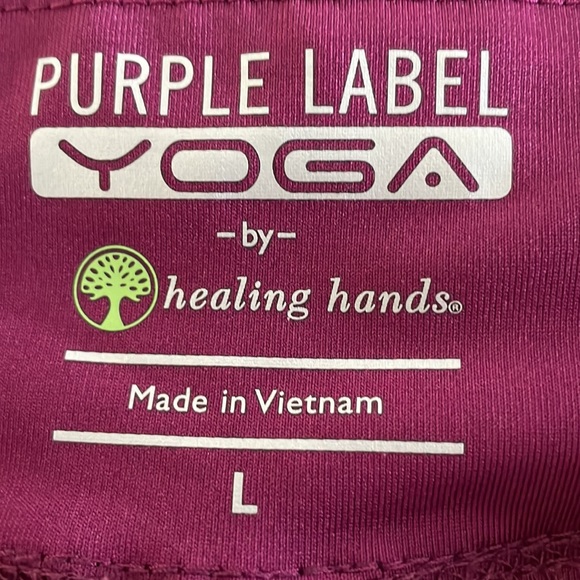 PURPLE LABEL
YOGA
-by-
healing hands®
Made in Vietnam
L